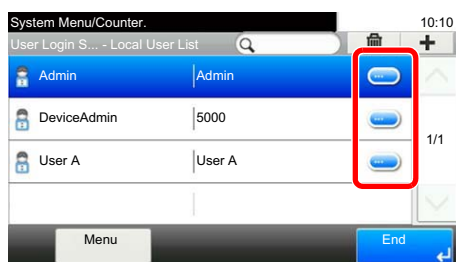 System Menu/Counter. 10:10
User Login S... - Local User List
Admin Admin
DeviceAdmin 5000
1/1
User A User A
Menu End